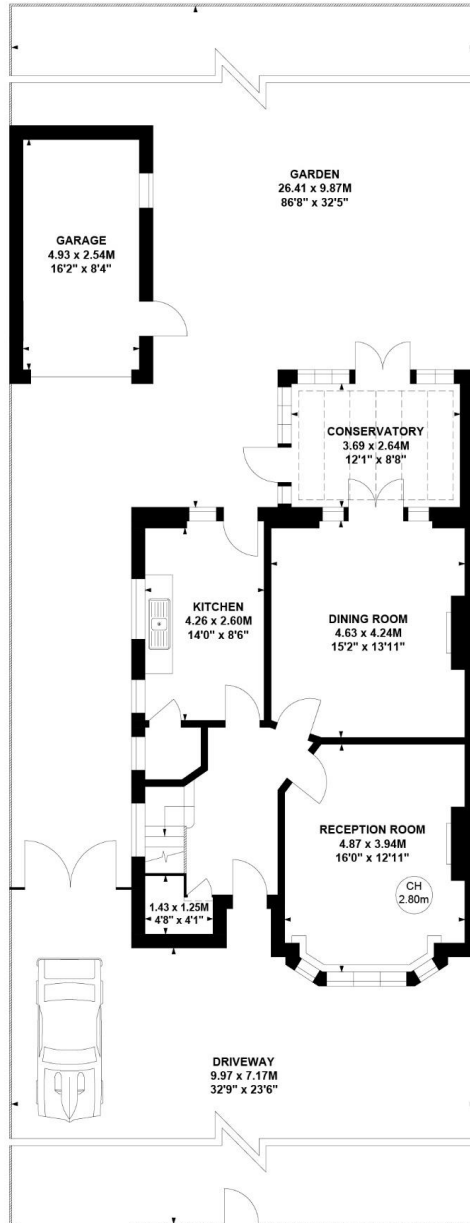 GARDEN
26.41 x 9.87M
86'8" x 32'5"
GARAGE
4.93 x 2.54M
16'2" x 8'4"
CONSERVATORY
3.69 x 2.64M
12'1" x 8'8"
KITCHEN
4.26 x 2.60M
14'0" x 8'6"
DINING ROOM
4.63 x 4.24M
15'2" x 13'11"
RECEPTION ROOM
4.87 x 3.94M
16'0" x 12'11"
CH
2.80m
1.43 x 1.25M
4'8" x 4'1"
DRIVEWAY
9.97 x 7.17M
32'9" x 23'6"